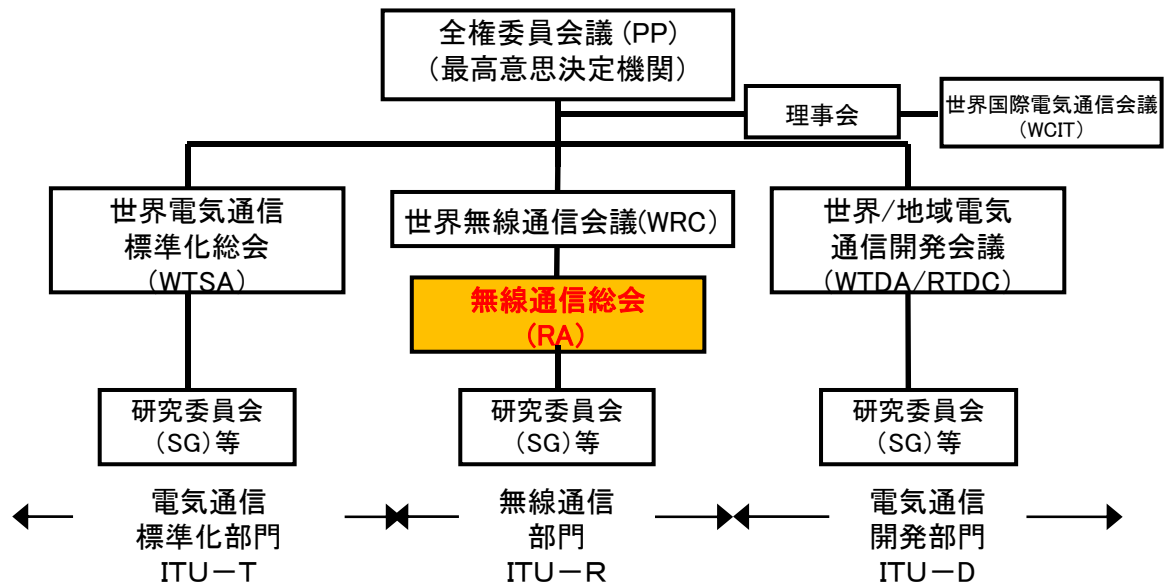 全権委員会議 (PP)
（最高意思決定機関）
理事会
世界国際電気通信会議
(WCIT)
世界電気通信
標準化総会
（WTSA）
世界無線通信会議(WRC）
世界/地域電気
通信開発会議
（WTDA/RTDC）
無線通信総会
(RA)
研究委員会
（SG）等
研究委員会
（SG）等
研究委員会
（SG）等
電気通信
標準化部門
ITU－T
無線通信
部門
ITU－R
電気通信
開発部門
ITU－D